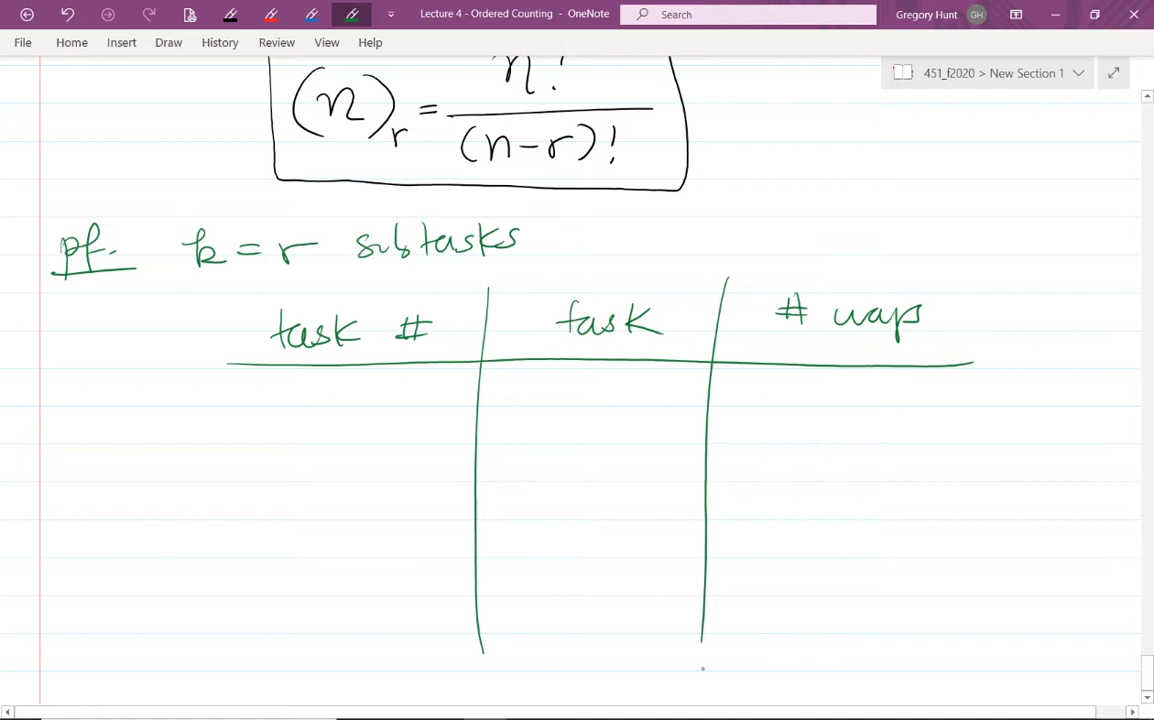 Lecture 4 - Ordered Counting - OneNote
Search
Gregory Hunt GH
File Home Insert Draw History Review View Help
451_f2020 > New Section 1
(n)r = n! / (n-r)!
pf. k = r subtasks
task # task # ways